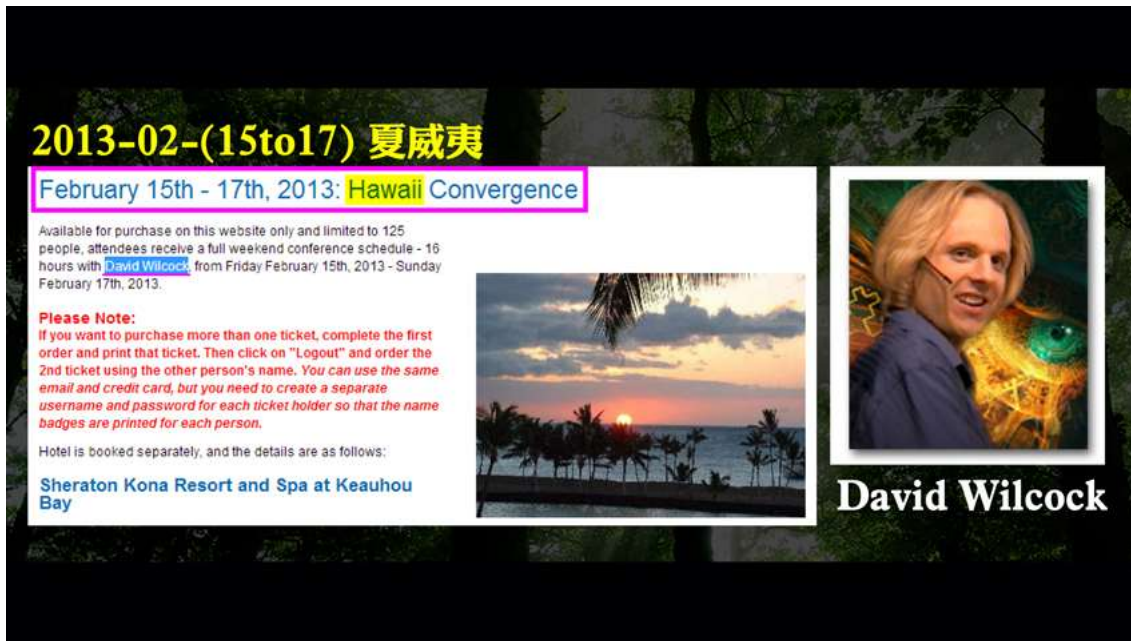 2013-02-(15to17) 夏威夷
February 15th - 17th, 2013: Hawaii Convergence
Available for purchase on this website only and limited to 125
people, attendees receive a full weekend conference schedule - 16
hours with David Wilcock, from Friday February 15th, 2013 - Sunday
February 17th, 2013.
Please Note:
If you want to purchase more than one ticket, complete the first
order and print that ticket. Then click on "Logout" and order the
2nd ticket using the other person's name. You can use the same
email and credit card, but you need to create a separate
username and password for each ticket holder so that the name
badges are printed for each person.
Hotel is booked separately, and the details are as follows:
Sheraton Kona Resort and Spa at Keauhou
Bay
David Wilcock